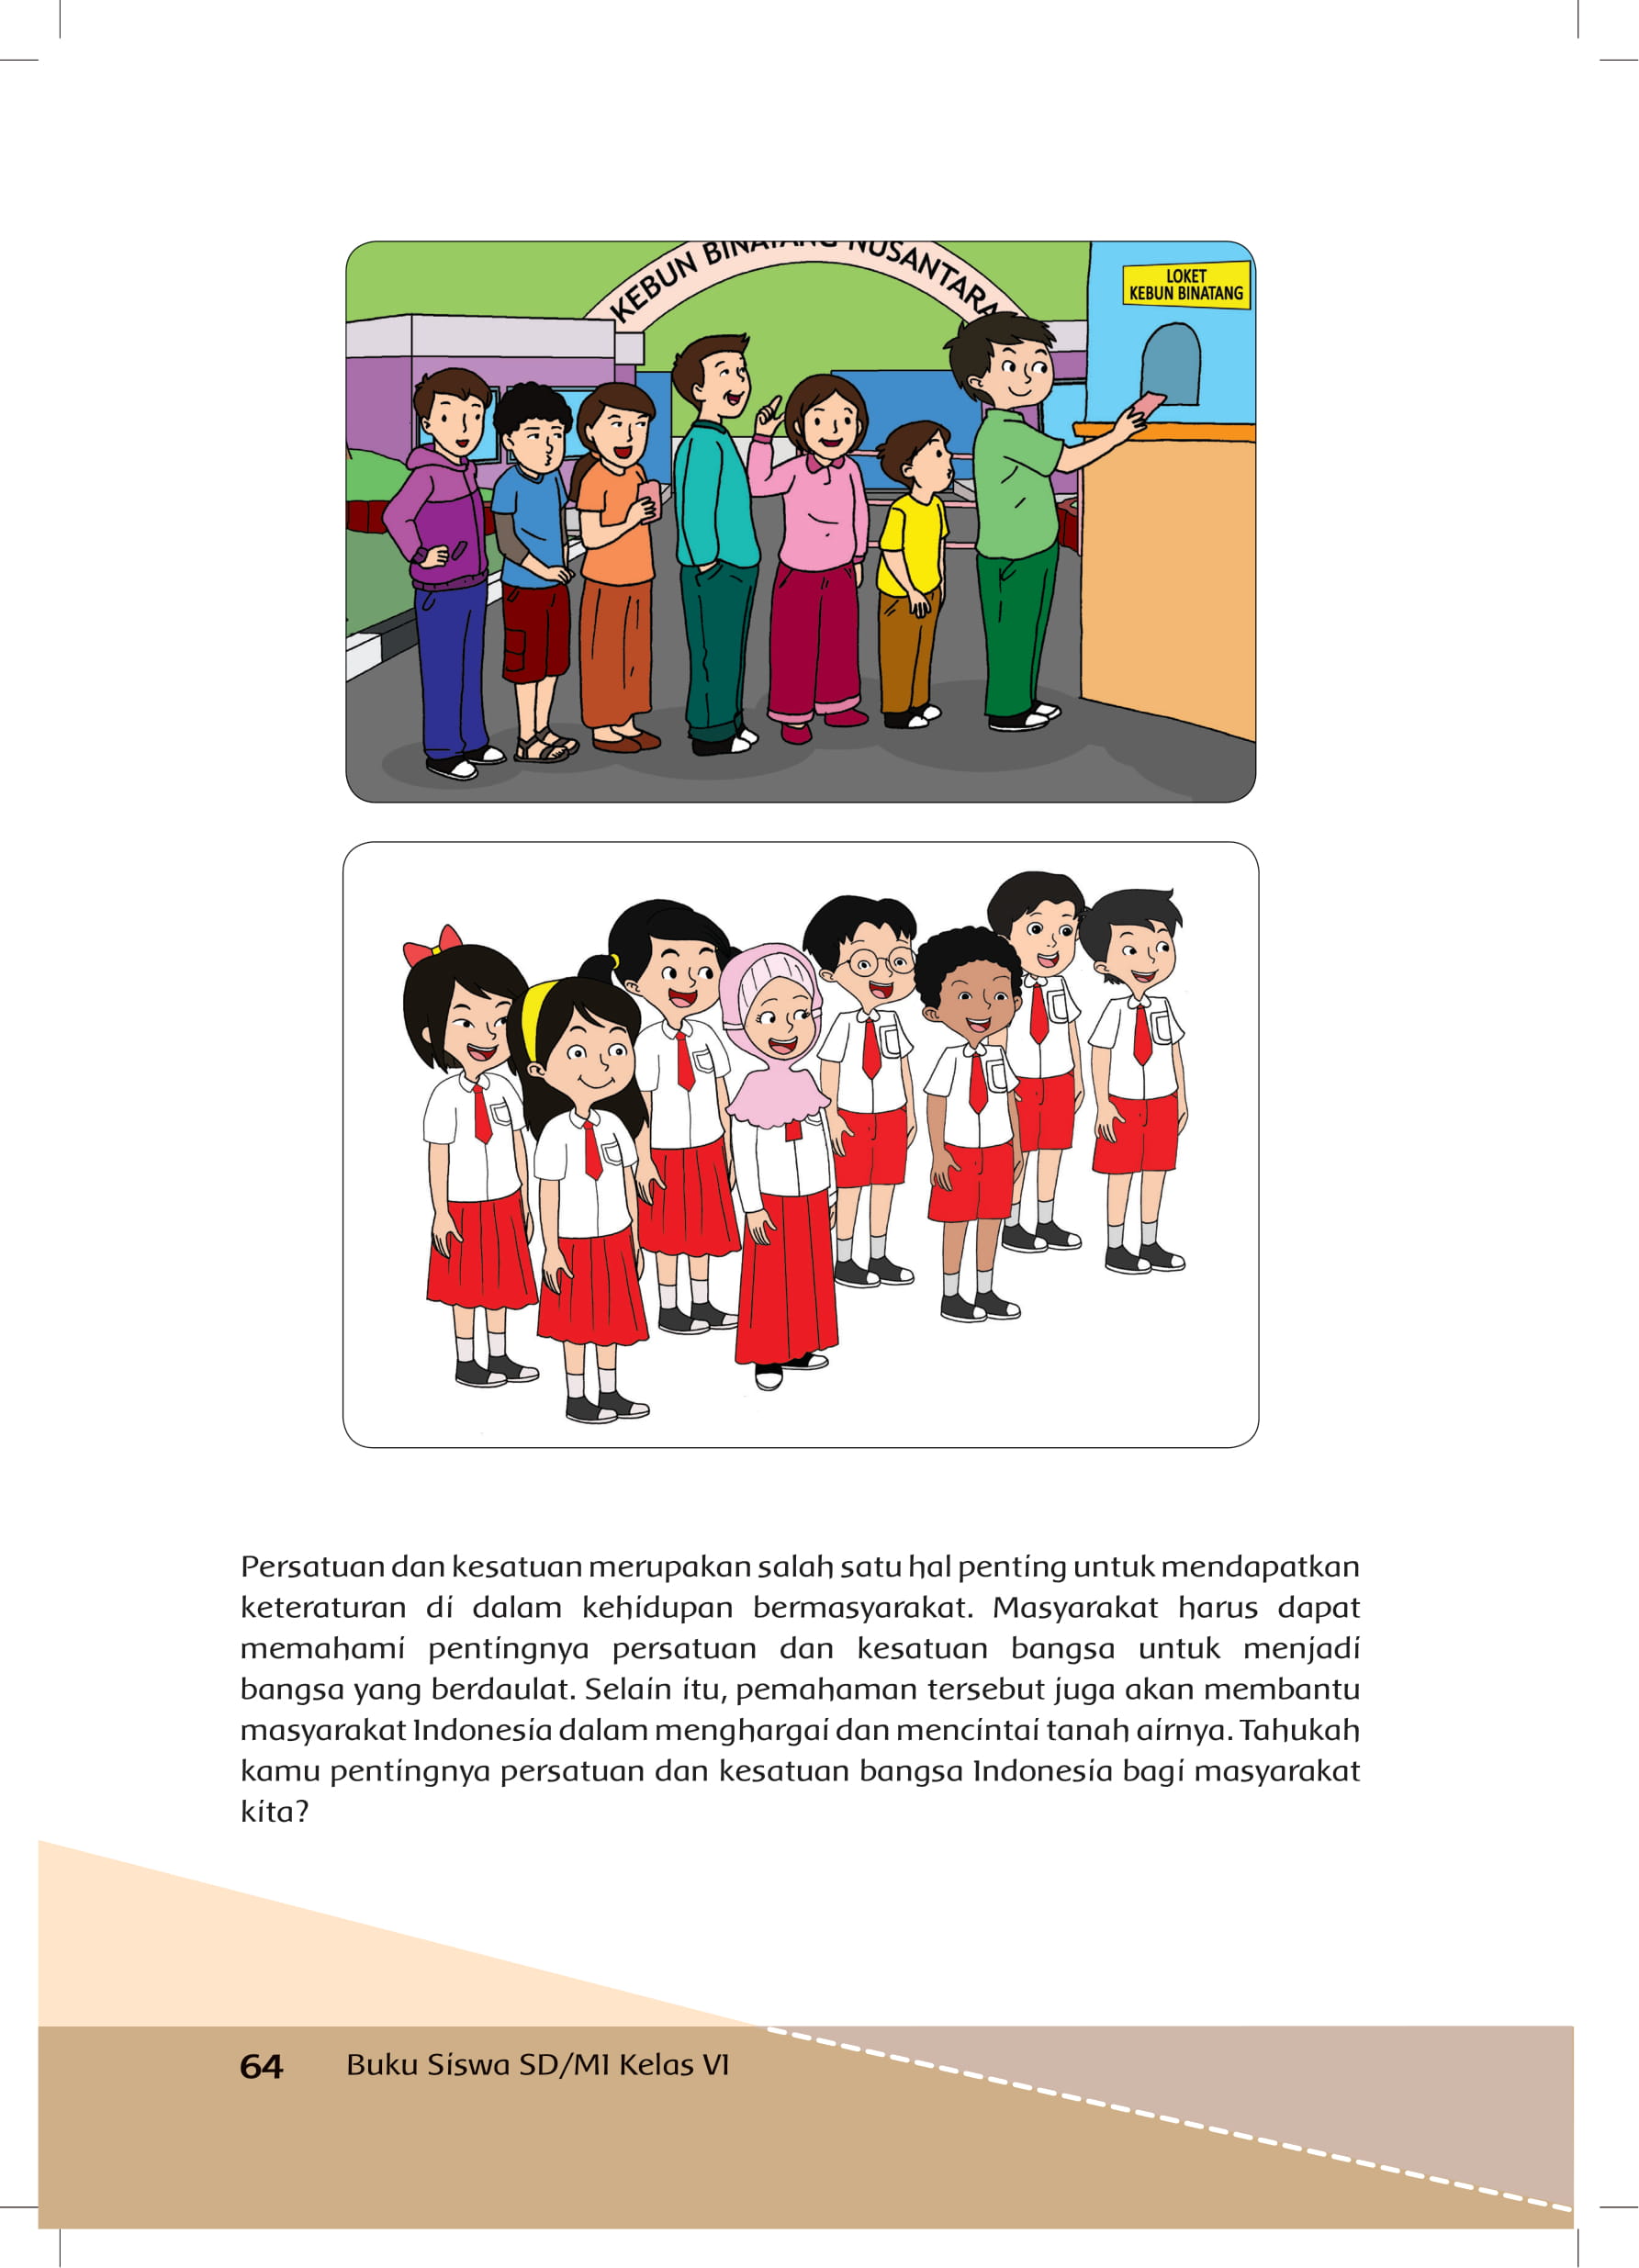 KEBUN BINATANG NUSANTARA
LOKET
KEBUN BINATANG
Persatuan dan kesatuan merupakan salah satu hal penting untuk mendapatkan
keteraturan di dalam kehidupan bermasyarakat. Masyarakat harus dapat
memahami pentingnya persatuan dan kesatuan bangsa untuk menjadi
bangsa yang berdaulat. Selain itu, pemahaman tersebut juga akan membantu
masyarakat Indonesia dalam menghargai dan mencintai tanah airnya. Tahukah
kamu pentingnya persatuan dan kesatuan bangsa Indonesia bagi masyarakat
kita?
64 Buku Siswa SD/MI Kelas VI